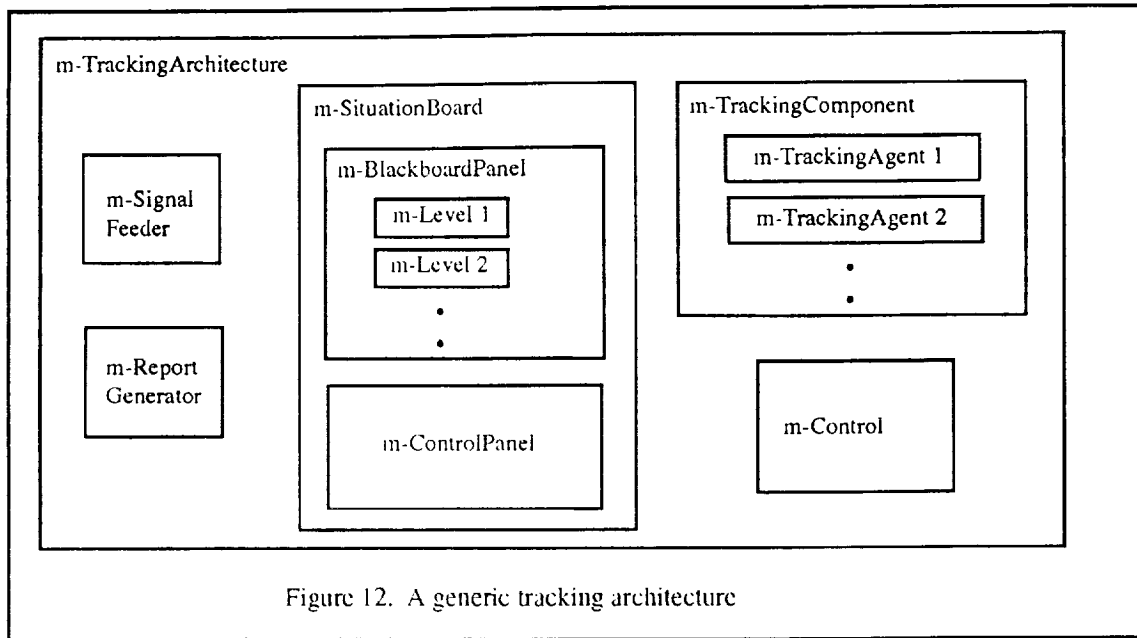 m-TrackingArchitecture
m-Signal
Feeder
m-Report
Generator
m-SituationBoard
m-BlackboardPanel
m-Level 1
m-Level 2
m-ControlPanel
m-TrackingComponent
m-TrackingAgent 1
m-TrackingAgent 2
m-Control
Figure 12. A generic tracking architecture